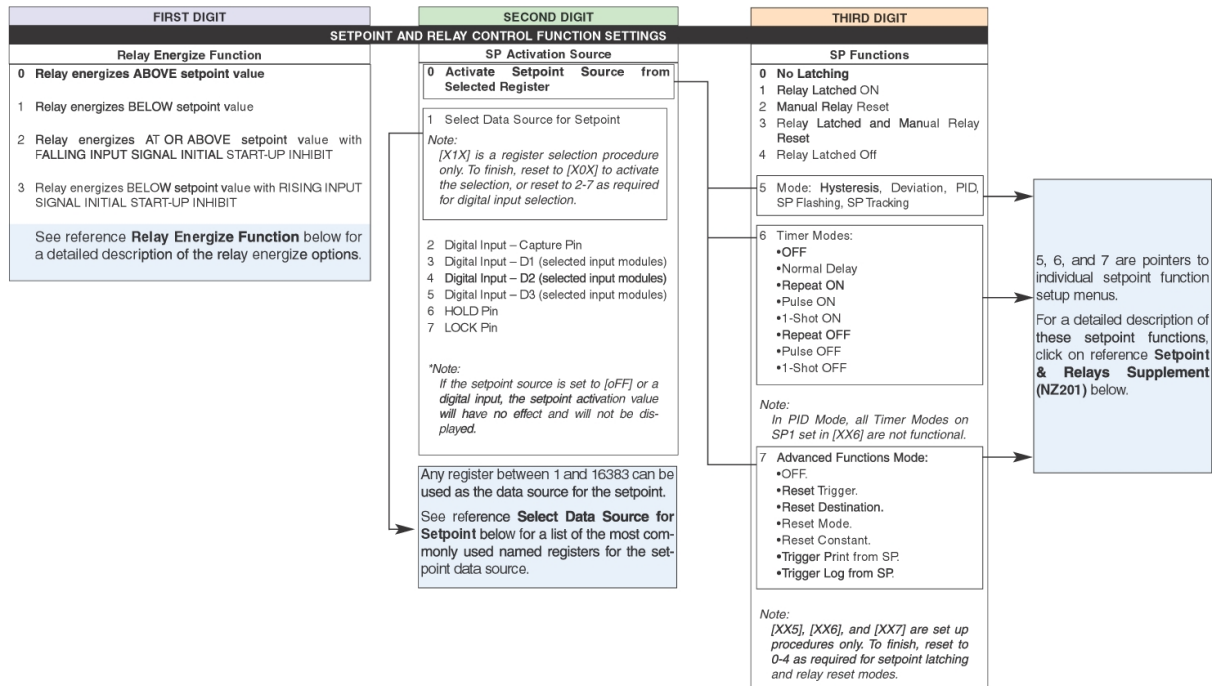 FIRST DIGIT
SECOND DIGIT
THIRD DIGIT
SETPOINT AND RELAY CONTROL FUNCTION SETTINGS
Relay Energize Function
0 Relay energizes ABOVE setpoint value
1 Relay energizes BELOW setpoint value
2 Relay energizes AT OR ABOVE setpoint value with
FALLING INPUT SIGNAL INITIAL START-UP INHIBIT
3 Relay energizes BELOW setpoint value with RISING INPUT
SIGNAL INITIAL START-UP INHIBIT
See reference Relay Energize Function below for
a detailed description of the relay energize options.
SP Activation Source
0 Activate Setpoint Source from
Selected Register
1 Select Data Source for Setpoint
Note:
[X1X] is a register selection procedure
only. To finish, reset to [X0X] to activate
the selection, or reset to 2-7 as required
for digital input selection.
2 Digital Input – Capture Pin
3 Digital Input – D1 (selected input modules)
4 Digital Input – D2 (selected input modules)
5 Digital Input – D3 (selected input modules)
6 HOLD Pin
7 LOCK Pin
*Note:
If the setpoint source is set to [oFF] or a
digital input, the setpoint activation value
will have no effect and will not be dis-
played.
Any register between 1 and 16383 can be
used as the data source for the setpoint.
See reference Select Data Source for
Setpoint below for a list of the most com-
monly used named registers for the set-
point data source.
SP Functions
0 No Latching
1 Relay Latched ON
2 Manual Relay Reset
3 Relay Latched and Manual Relay
Reset
4 Relay Latched Off
5 Mode: Hysteresis, Deviation, PID,
SP Flashing, SP Tracking
6 Timer Modes:
•OFF
•Normal Delay
•Repeat ON
•Pulse ON
•1-Shot ON
•Repeat OFF
•Pulse OFF
•1-Shot OFF
Note:
In PID Mode, all Timer Modes on
SP1 set in [XX6] are not functional.
7 Advanced Functions Mode:
•OFF.
•Reset Trigger.
•Reset Destination.
•Reset Mode.
•Reset Constant.
•Trigger Print from SP.
•Trigger Log from SP.
Note:
[XX5], [XX6], and [XX7] are set up
procedures only. To finish, reset to
0-4 as required for setpoint latching
and relay reset modes.
5, 6, and 7 are pointers to
individual setpoint function
setup menus.
For a detailed description of
these setpoint functions,
click on reference Setpoint
& Relays Supplement
(NZ201) below.